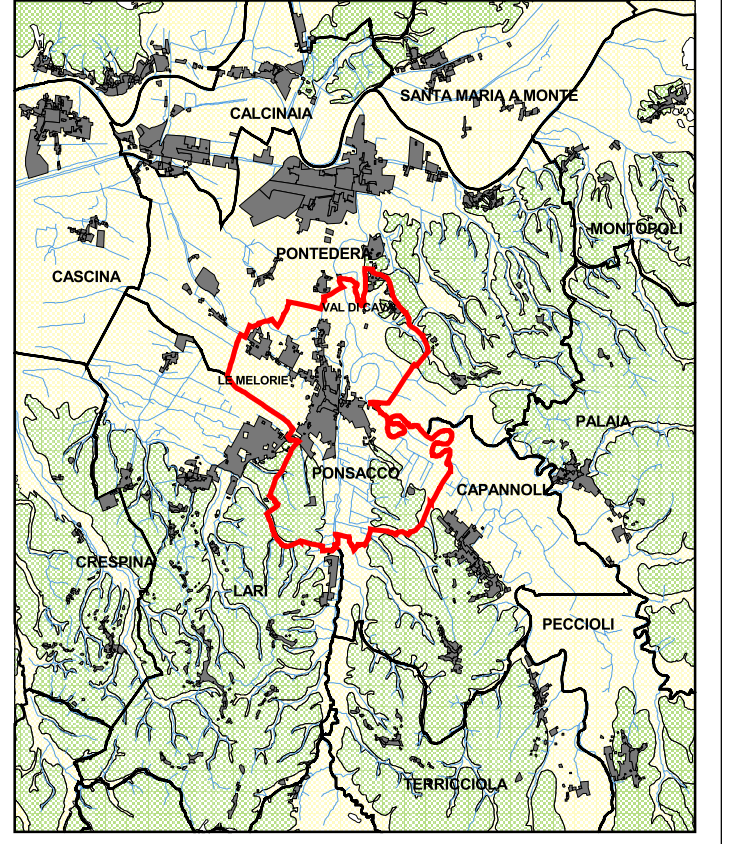 SANTA MARIA A MONTE
CALCINAIA
MONTOPOLI
PONTEDERA
CASCINA
VAL DI CAVA
LE MELORIE
PALAIA
PONSACCO
CAPANNOLI
CRESPINA
LARI
PECCIOLI
TERRICCIOLA